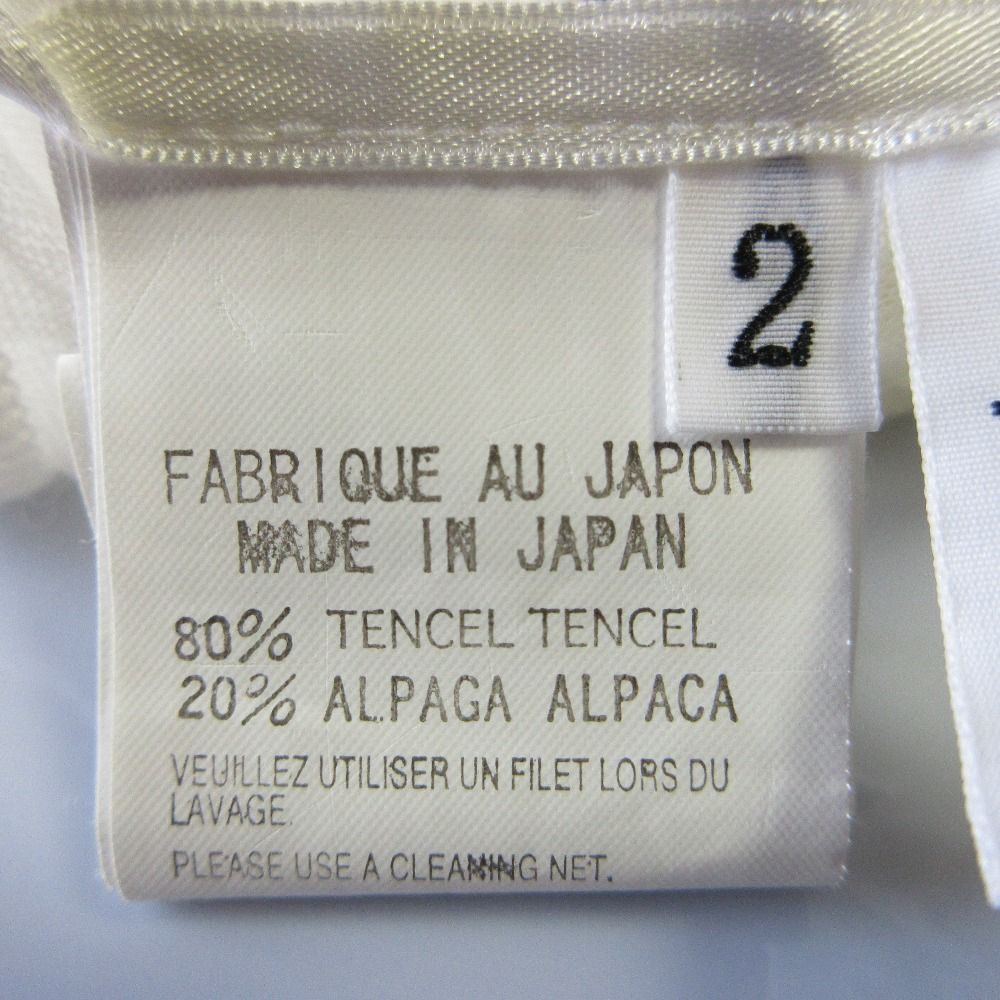 2
FABRIQUE AU JAPON
MADE IN JAPAN
80% TENCEL TENCEL
20% ALPAGA ALPACA
VEUILLEZ UTILISER UN FILET LORS DU
LAVAGE.
PLEASE USE A CLEANING NET.